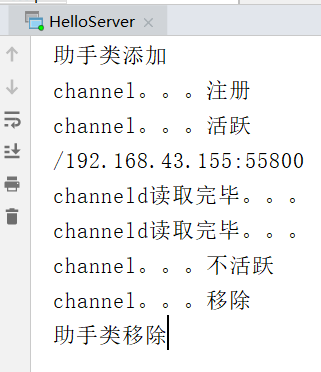 HelloServer
助手类添加
channel。。。注册
channel。。。活跃
/192.168.43.155:55800
channeld读取完毕。。。
channeld读取完毕。。。
channel。。。不活跃
channel。。。移除
助手类移除